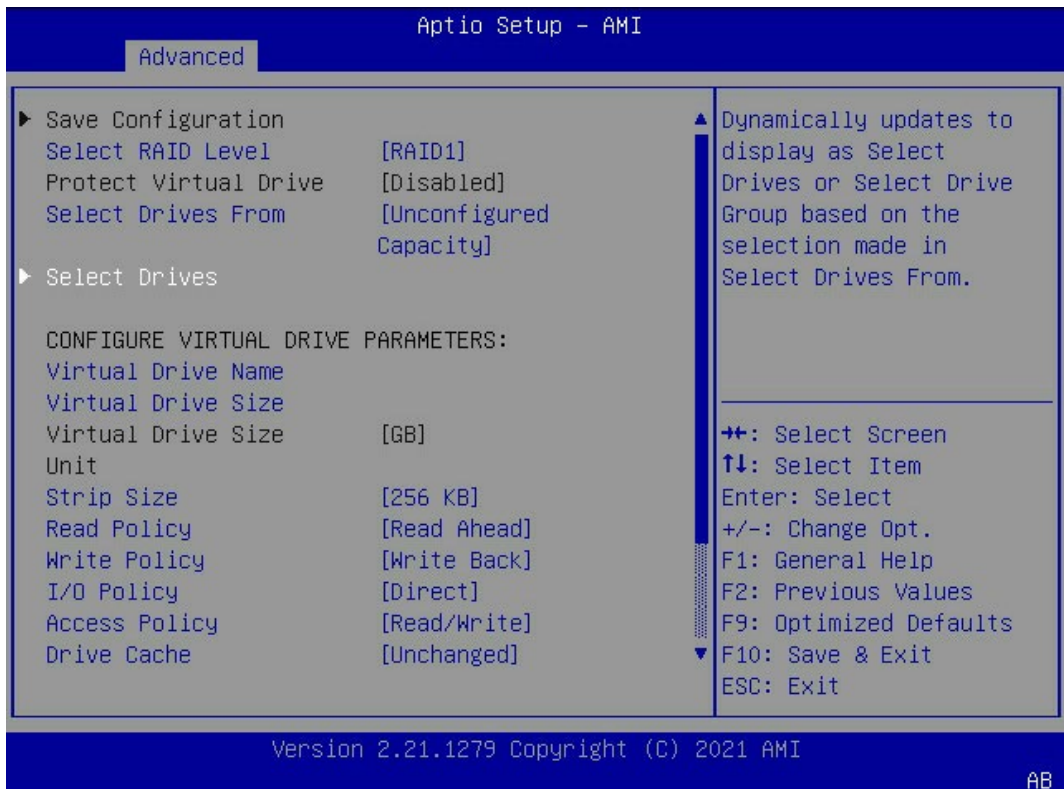 Aptio Setup – AMI
Advanced
Save Configuration
Select RAID Level [RAID1]
Protect Virtual Drive [Disabled]
Select Drives From [Unconfigured
Capacity]
Select Drives
CONFIGURE VIRTUAL DRIVE PARAMETERS:
Virtual Drive Name
Virtual Drive Size
Virtual Drive Size [GB]
Unit
Strip Size [256 KB]
Read Policy [Read Ahead]
Write Policy [Write Back]
I/O Policy [Direct]
Access Policy [Read/Write]
Drive Cache [Unchanged]
Dynamically updates to
display as Select
Drives or Select Drive
Group based on the
selection made in
Select Drives From.
→←: Select Screen
↑↓: Select Item
Enter: Select
+/-: Change Opt.
F1: General Help
F2: Previous Values
F9: Optimized Defaults
F10: Save & Exit
ESC: Exit
Version 2.21.1279 Copyright (C) 2021 AMI
AB